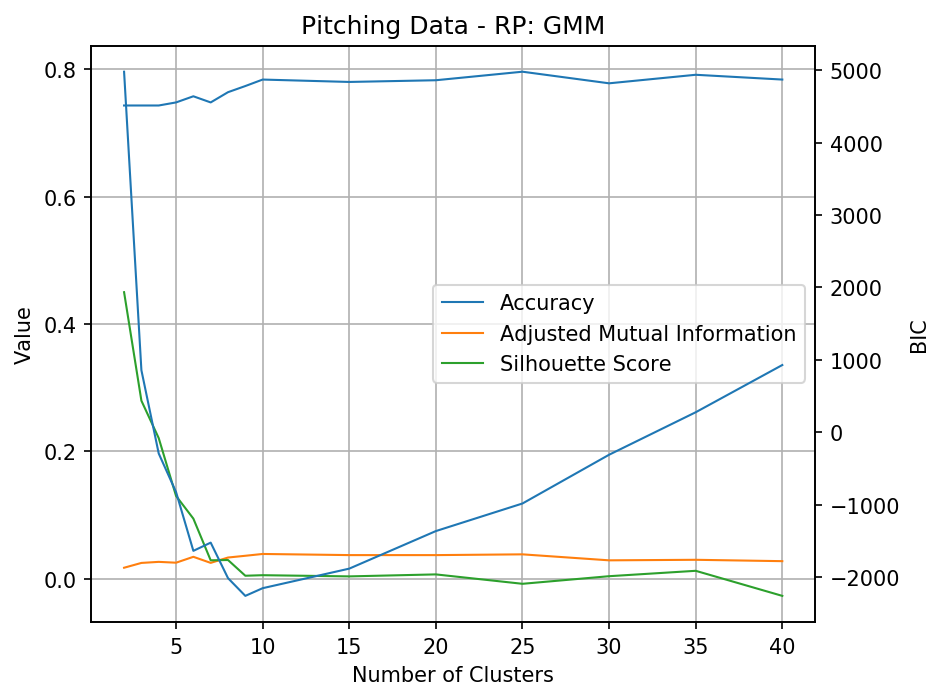 Pitching Data - RP: GMM
Value
0.8
0.6
0.4
0.2
0.0
Accuracy
Adjusted Mutual Information
Silhouette Score
5000
4000
3000
2000
1000
0
−1000
−2000
BIC
5 10 15 20 25 30 35 40
Number of Clusters